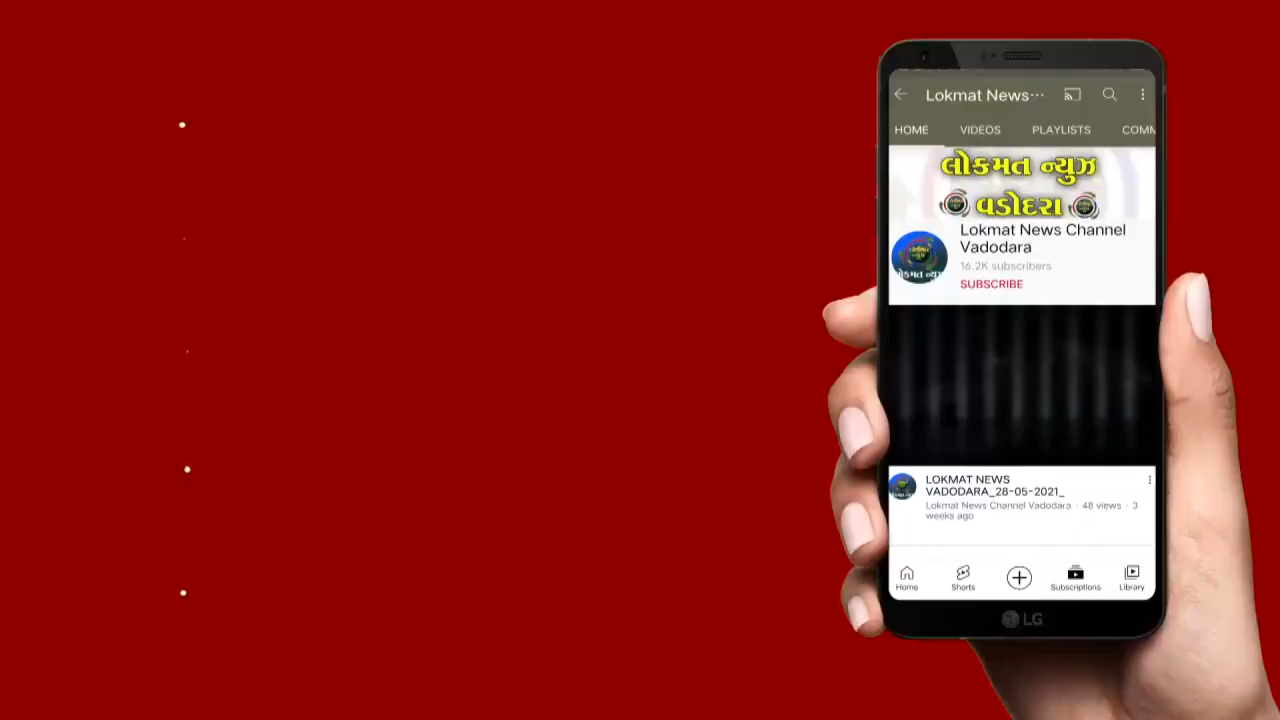 Lokmat News...
HOME VIDEOS PLAYLISTS COMM
લોકમત ન્યુઝ
વડોદરા
Lokmat News Channel
Vadodara
16.2K subscribers
SUBSCRIBE
LOKMAT NEWS
VADODARA_28-05-2021_
Lokmat News Channel Vadodara · 48 views · 3
weeks ago
Home Shorts Subscriptions Library
LG